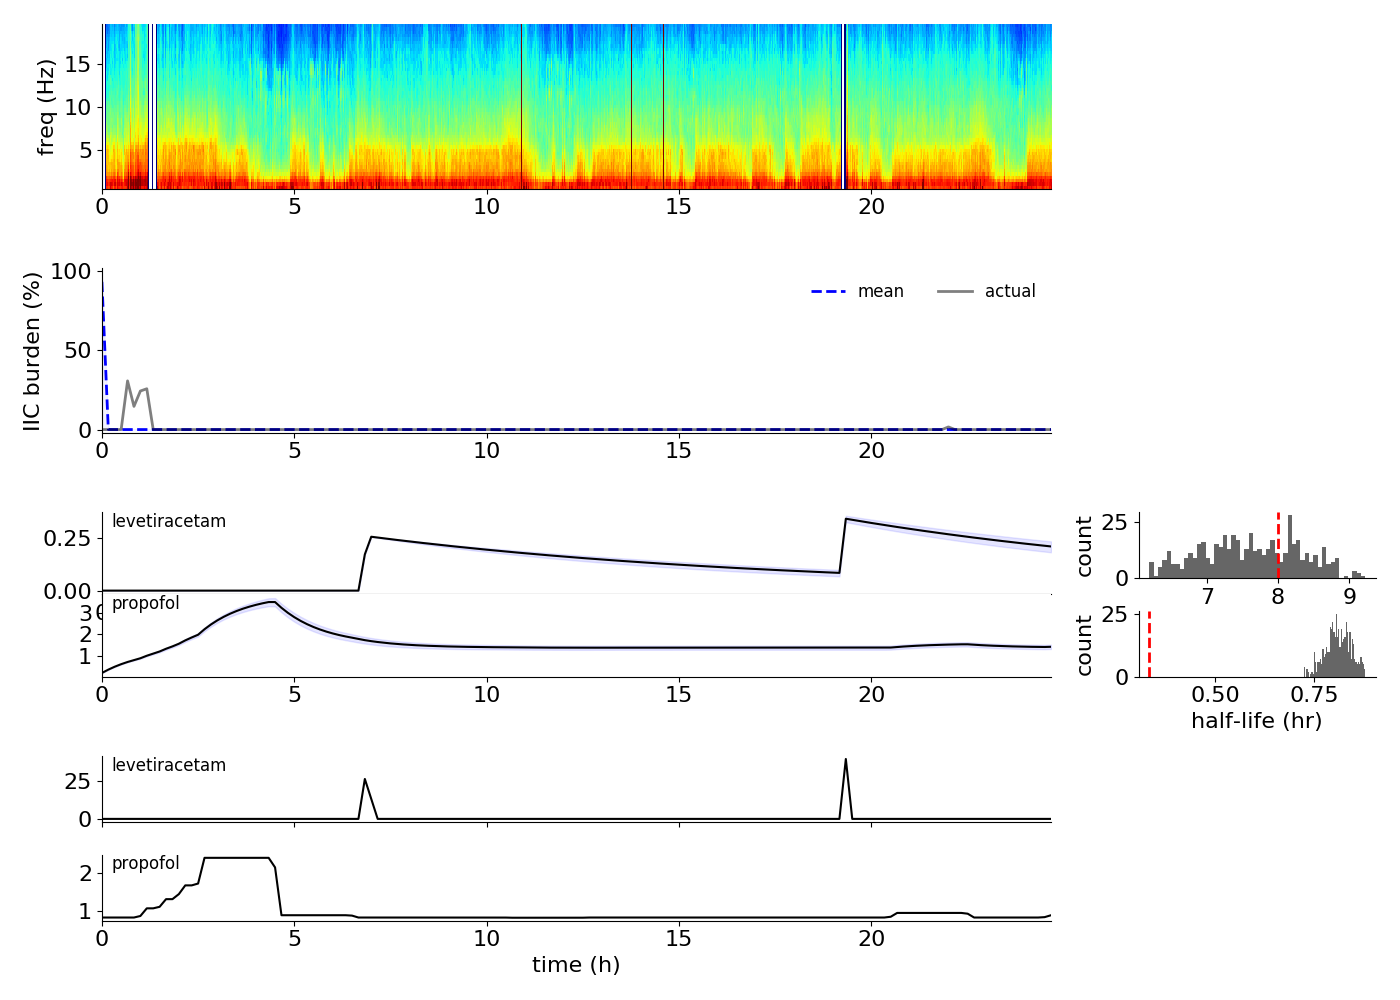 freq (Hz)
15
10
5
0 5 10 15 20
IIC burden (%)
100
50
0
mean actual
0 5 10 15 20
levetiracetam
0.25
0.00
propofol
3
2
1
0 5 10 15 20
count
25
0
7 8 9
count
25
0
0.50 0.75
half-life (hr)
levetiracetam
25
0
propofol
2
1
0 5 10 15 20
time (h)